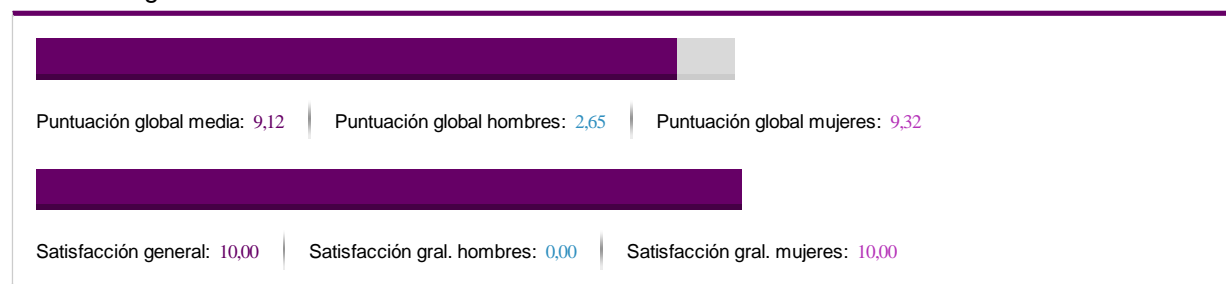 Puntuación global media: 9,12 Puntuación global hombres: 2,65 Puntuación global mujeres: 9,32
Satisfacción general: 10,00 Satisfacción gral. hombres: 0,00 Satisfacción gral. mujeres: 10,00